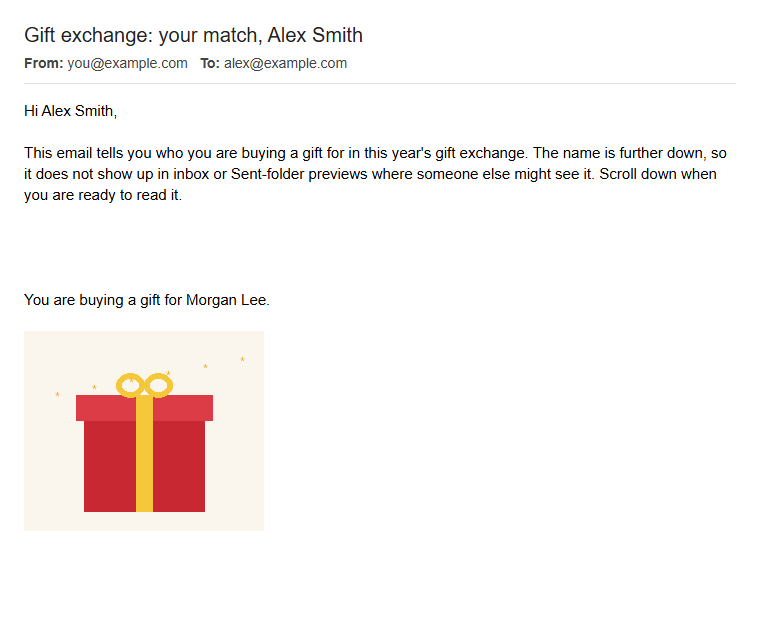 Gift exchange: your match, Alex Smith
From: you@example.com To: alex@example.com
Hi Alex Smith,
This email tells you who you are buying a gift for in this year's gift exchange. The name is further down, so
it does not show up in inbox or Sent-folder previews where someone else might see it. Scroll down when
you are ready to read it.
You are buying a gift for Morgan Lee.